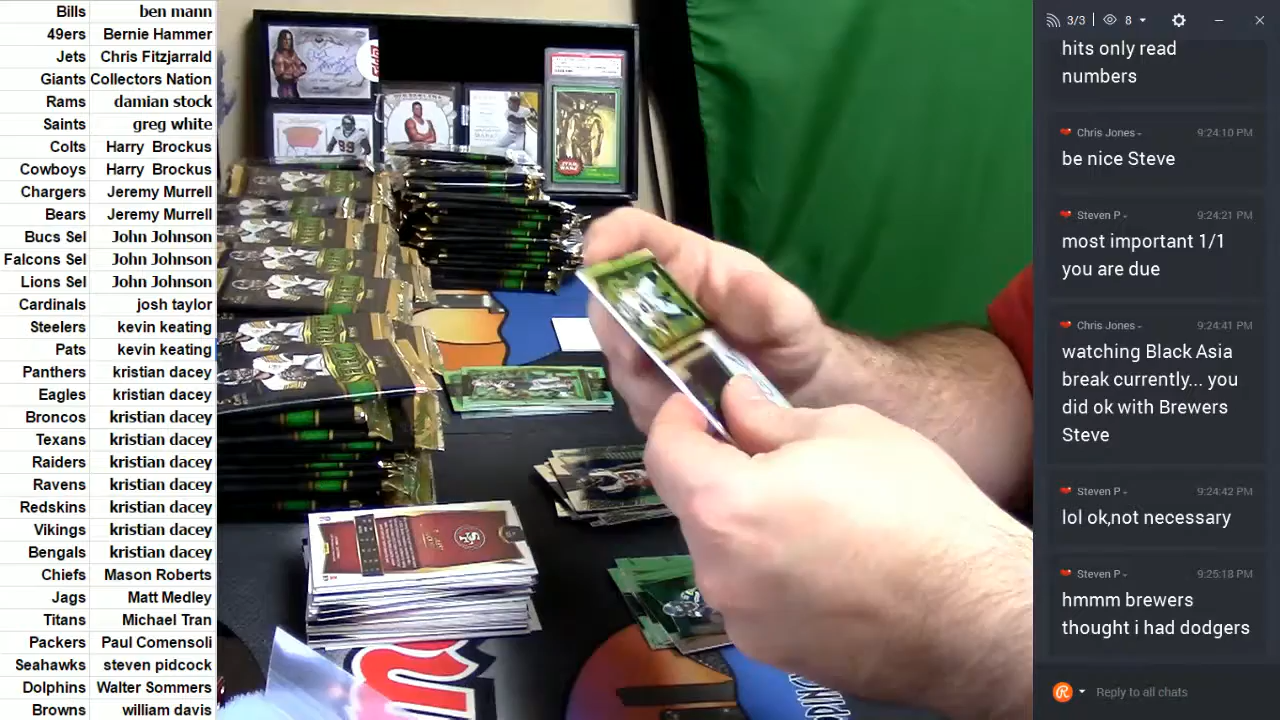 Bills ben mann
49ers Bernie Hammer
Jets Chris Fitzjarrald
Giants Collectors Nation
Rams damian stock
Saints greg white
Colts Harry Brockus
Cowboys Harry Brockus
Chargers Jeremy Murrell
Bears Jeremy Murrell
Bucs Sel John Johnson
Falcons Sel John Johnson
Lions Sel John Johnson
Cardinals josh taylor
Steelers kevin keating
Pats kevin keating
Panthers kristian dacey
Eagles kristian dacey
Broncos kristian dacey
Texans kristian dacey
Raiders kristian dacey
Ravens kristian dacey
Redskins kristian dacey
Vikings kristian dacey
Bengals kristian dacey
Chiefs Mason Roberts
Jags Matt Medley
Titans Michael Tran
Packers Paul Comensoli
Seahawks steven pidcock
Dolphins Walter Sommers
Browns william davis
STAR WARS
89
3/3 8
hits only read
numbers
Chris Jones 9:24:10 PM
be nice Steve
Steven P 9:24:21 PM
most important 1/1
you are due
Chris Jones 9:24:41 PM
watching Black Asia
break currently... you
did ok with Brewers
Steve
Steven P 9:24:42 PM
lol ok,not necessary
Steven P 9:25:18 PM
hmmm brewers
thought i had dodgers
Reply to all chats